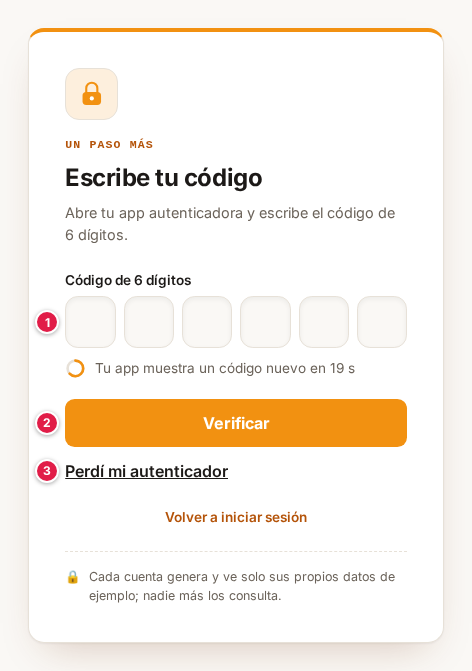 UN PASO MÁS
Escribe tu código
Abre tu app autenticadora y escribe el código de
6 dígitos.
Código de 6 dígitos
1
Tu app muestra un código nuevo en 19 s
2 Verificar
3 Perdí mi autenticador
Volver a iniciar sesión
Cada cuenta genera y ve solo sus propios datos de
ejemplo; nadie más los consulta.